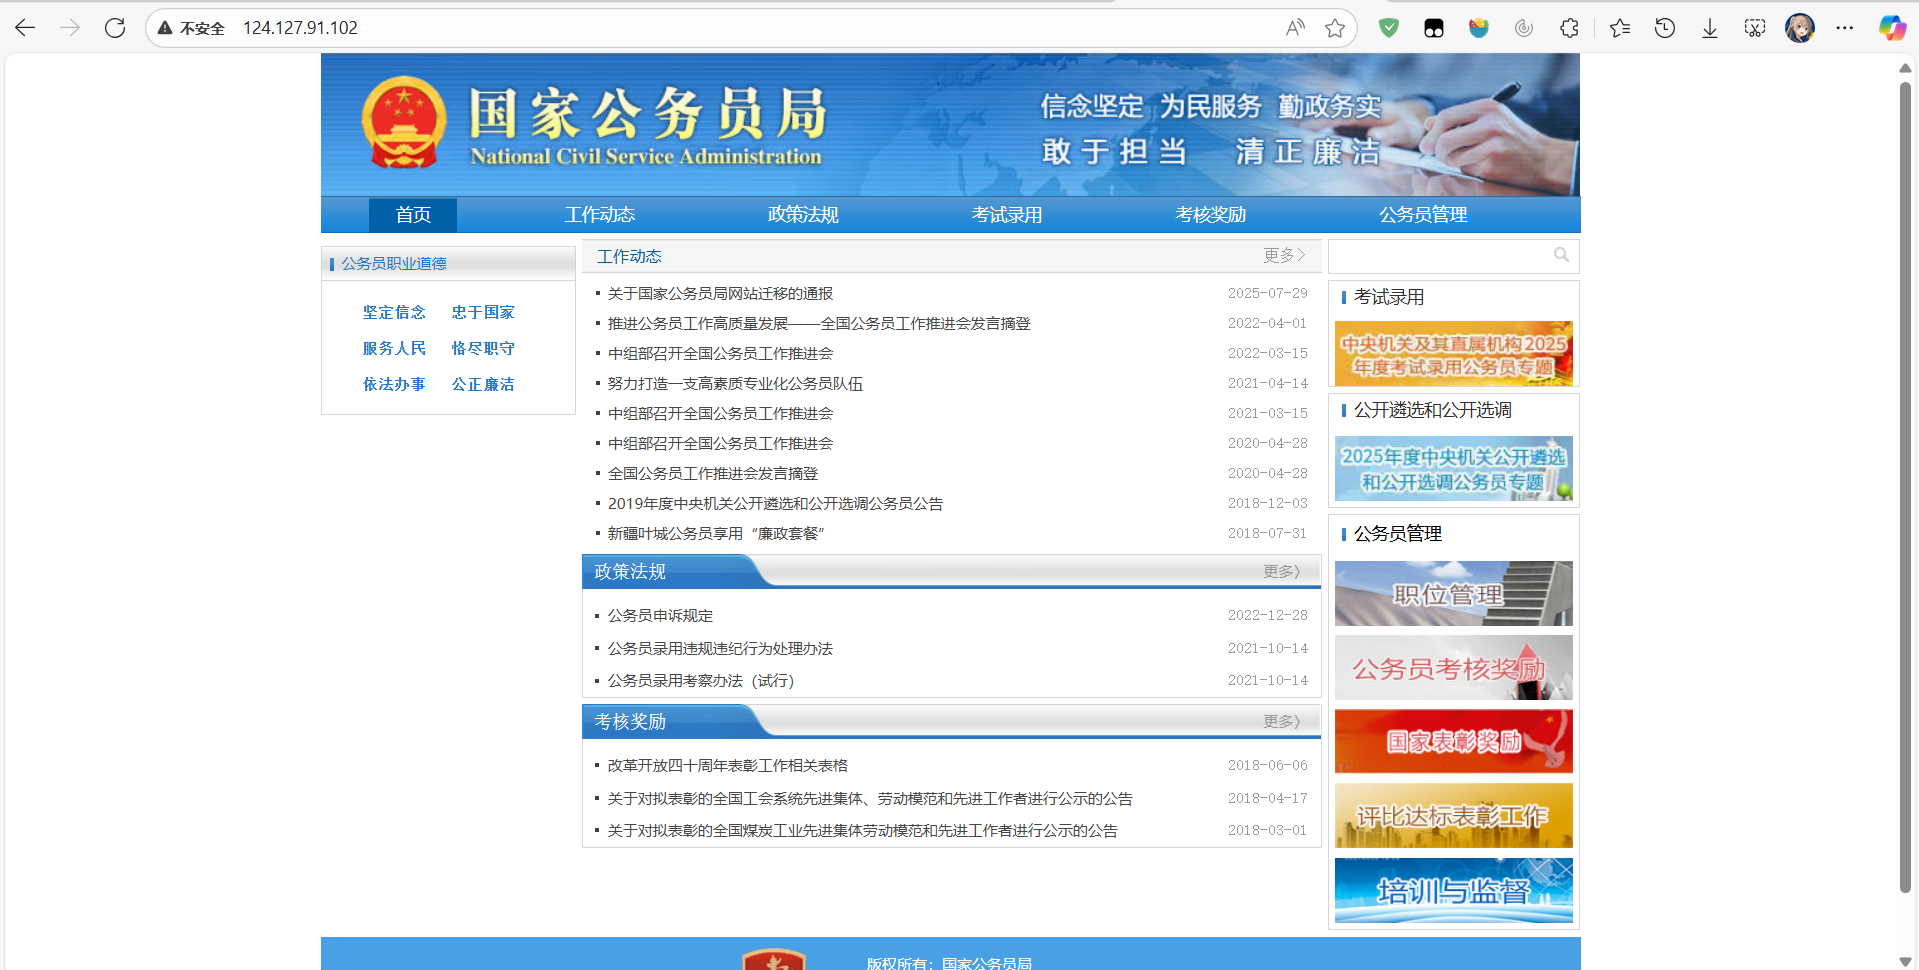 不安全 124.127.91.102
国家公务员局
National Civil Service Administration
信念坚定 为民服务 勤政务实
敢于担当 清正廉洁
首页 工作动态 政策法规 考试录用 考核奖励 公务员管理
公务员职业道德
坚定信念 忠于国家
服务人民 恪尽职守
依法办事 公正廉洁
工作动态 更多
关于国家公务员局网站迁移的通报 2025-07-29
推进公务员工作高质量发展——全国公务员工作推进会发言摘登 2022-04-01
中组部召开全国公务员工作推进会 2022-03-15
努力打造一支高素质专业化公务员队伍 2021-04-14
中组部召开全国公务员工作推进会 2021-03-15
中组部召开全国公务员工作推进会 2020-04-28
全国公务员工作推进会发言摘登 2020-04-28
2019年度中央机关公开遴选和公开选调公务员公告 2018-12-03
新疆叶城公务员享用“廉政套餐” 2018-07-31
政策法规 更多》
公务员申诉规定 2022-12-28
公务员录用违规违纪行为处理办法 2021-10-14
公务员录用考察办法（试行） 2021-10-14
考核奖励 更多》
改革开放四十周年表彰工作相关表格 2018-06-06
关于对拟表彰的全国工会系统先进集体、劳动模范和先进工作者进行公示的公告 2018-04-17
关于对拟表彰的全国煤炭工业先进集体劳动模范和先进工作者进行公示的公告 2018-03-01
考试录用
中央机关及其直属机构2025
年度考试录用公务员专题
公开遴选和公开选调
2025年度中央机关公开遴选
和公开选调公务员专题
公务员管理
职位管理
公务员考核奖励
国家表彰奖励
评比达标表彰工作
培训与监督
版权所有：国家公务员局